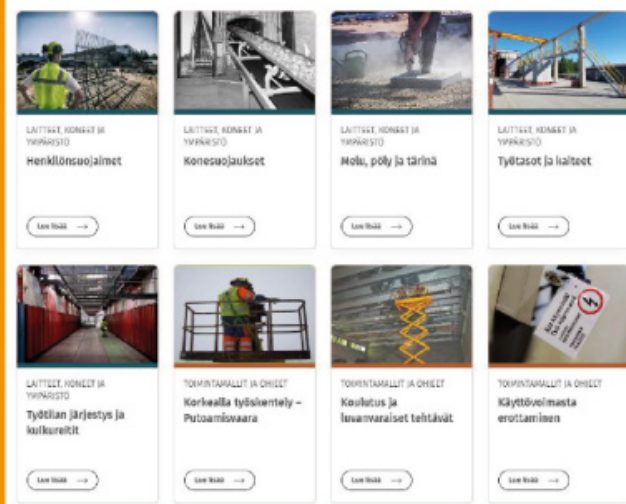 LAITTEET, KONEET JA
YMPÄRISTÖ
Henkilönsuojaimet
Lue lisää →
LAITTEET, KONEET JA
YMPÄRISTÖ
Konesuojaukset
Lue lisää →
LAITTEET, KONEET JA
YMPÄRISTÖ
Melu, pöly ja tärinä
Lue lisää →
LAITTEET, KONEET JA
YMPÄRISTÖ
Työtasot ja kaiteet
Lue lisää →
LAITTEET, KONEET JA
YMPÄRISTÖ
Työtilan järjestys ja
kulkureitit
Lue lisää →
TOIMINTAMALLIT JA OHJEET
Korkealla työskentely –
Putoamisvaara
Lue lisää →
TOIMINTAMALLIT JA OHJEET
Koulutus ja
luvanvaraiset tehtävät
Lue lisää →
TOIMINTAMALLIT JA OHJEET
Käyttövoimasta
erottaminen
Lue lisää →